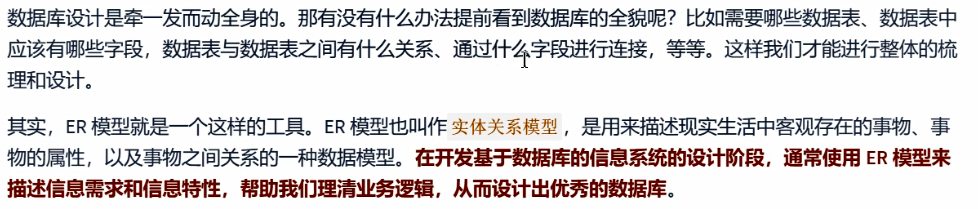 数据库设计是牵一发而动全身的。那有没有什么办法提前看到数据库的全貌呢？比如需要哪些数据表、数据表中
应该有哪些字段，数据表与数据表之间有什么关系、通过什么字段进行连接，等等。这样我们才能进行整体的梳
理和设计。
其实，ER 模型就是一个这样的工具。ER 模型也叫作 实体关系模型 ，是用来描述现实生活中客观存在的事物、事
物的属性，以及事物之间关系的一种数据模型。在开发基于数据库的信息系统的设计阶段，通常使用 ER 模型来
描述信息需求和信息特性，帮助我们理清业务逻辑，从而设计出优秀的数据库。